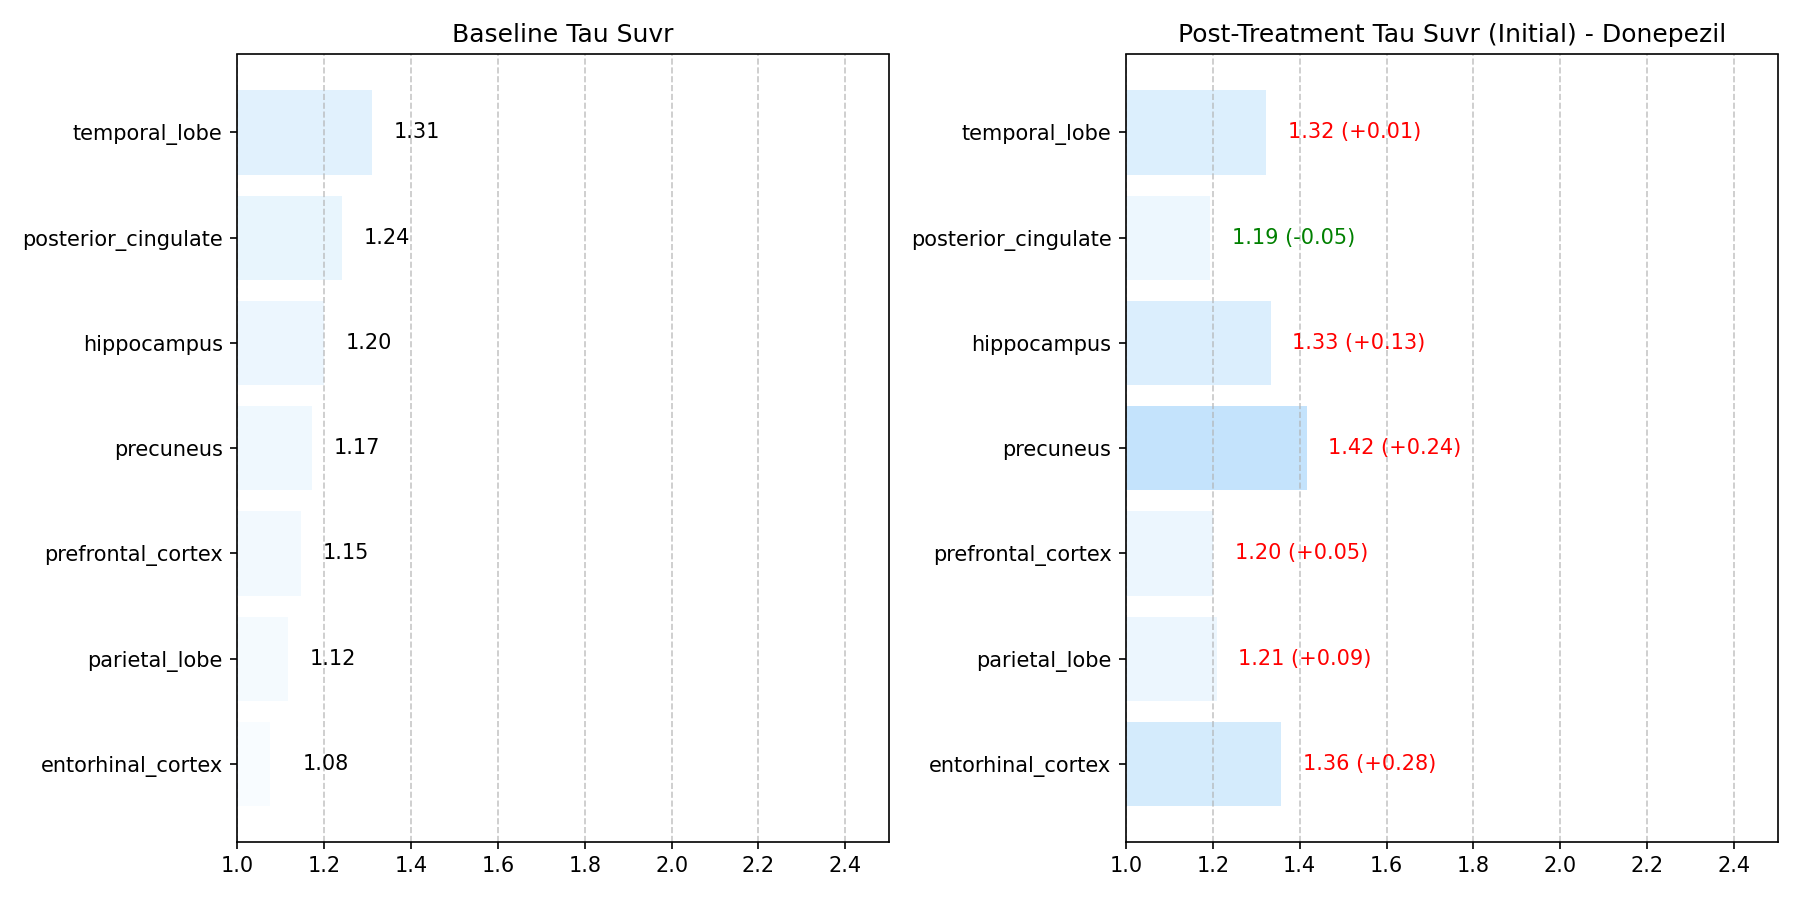 Baseline Tau Suvr
temporal_lobe 1.31
posterior_cingulate 1.24
hippocampus 1.20
precuneus 1.17
prefrontal_cortex 1.15
parietal_lobe 1.12
entorhinal_cortex 1.08
1.0 1.2 1.4 1.6 1.8 2.0 2.2 2.4
Post-Treatment Tau Suvr (Initial) - Donepezil
temporal_lobe 1.32 (+0.01)
posterior_cingulate 1.19 (-0.05)
hippocampus 1.33 (+0.13)
precuneus 1.42 (+0.24)
prefrontal_cortex 1.20 (+0.05)
parietal_lobe 1.21 (+0.09)
entorhinal_cortex 1.36 (+0.28)
1.0 1.2 1.4 1.6 1.8 2.0 2.2 2.4